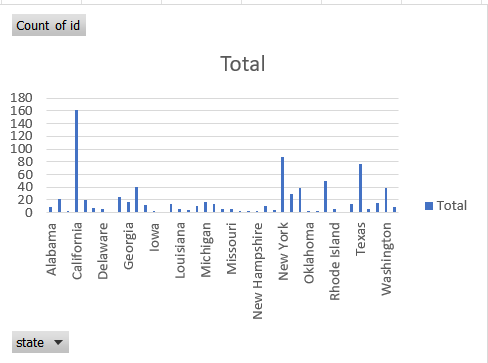 Count of id
Total
180
160
140
120
100
80
60
40
20
0
Total
Alabama
California
Delaware
Georgia
Iowa
Louisiana
Michigan
Missouri
New Hampshire
New York
Oklahoma
Rhode Island
Texas
Washington
state